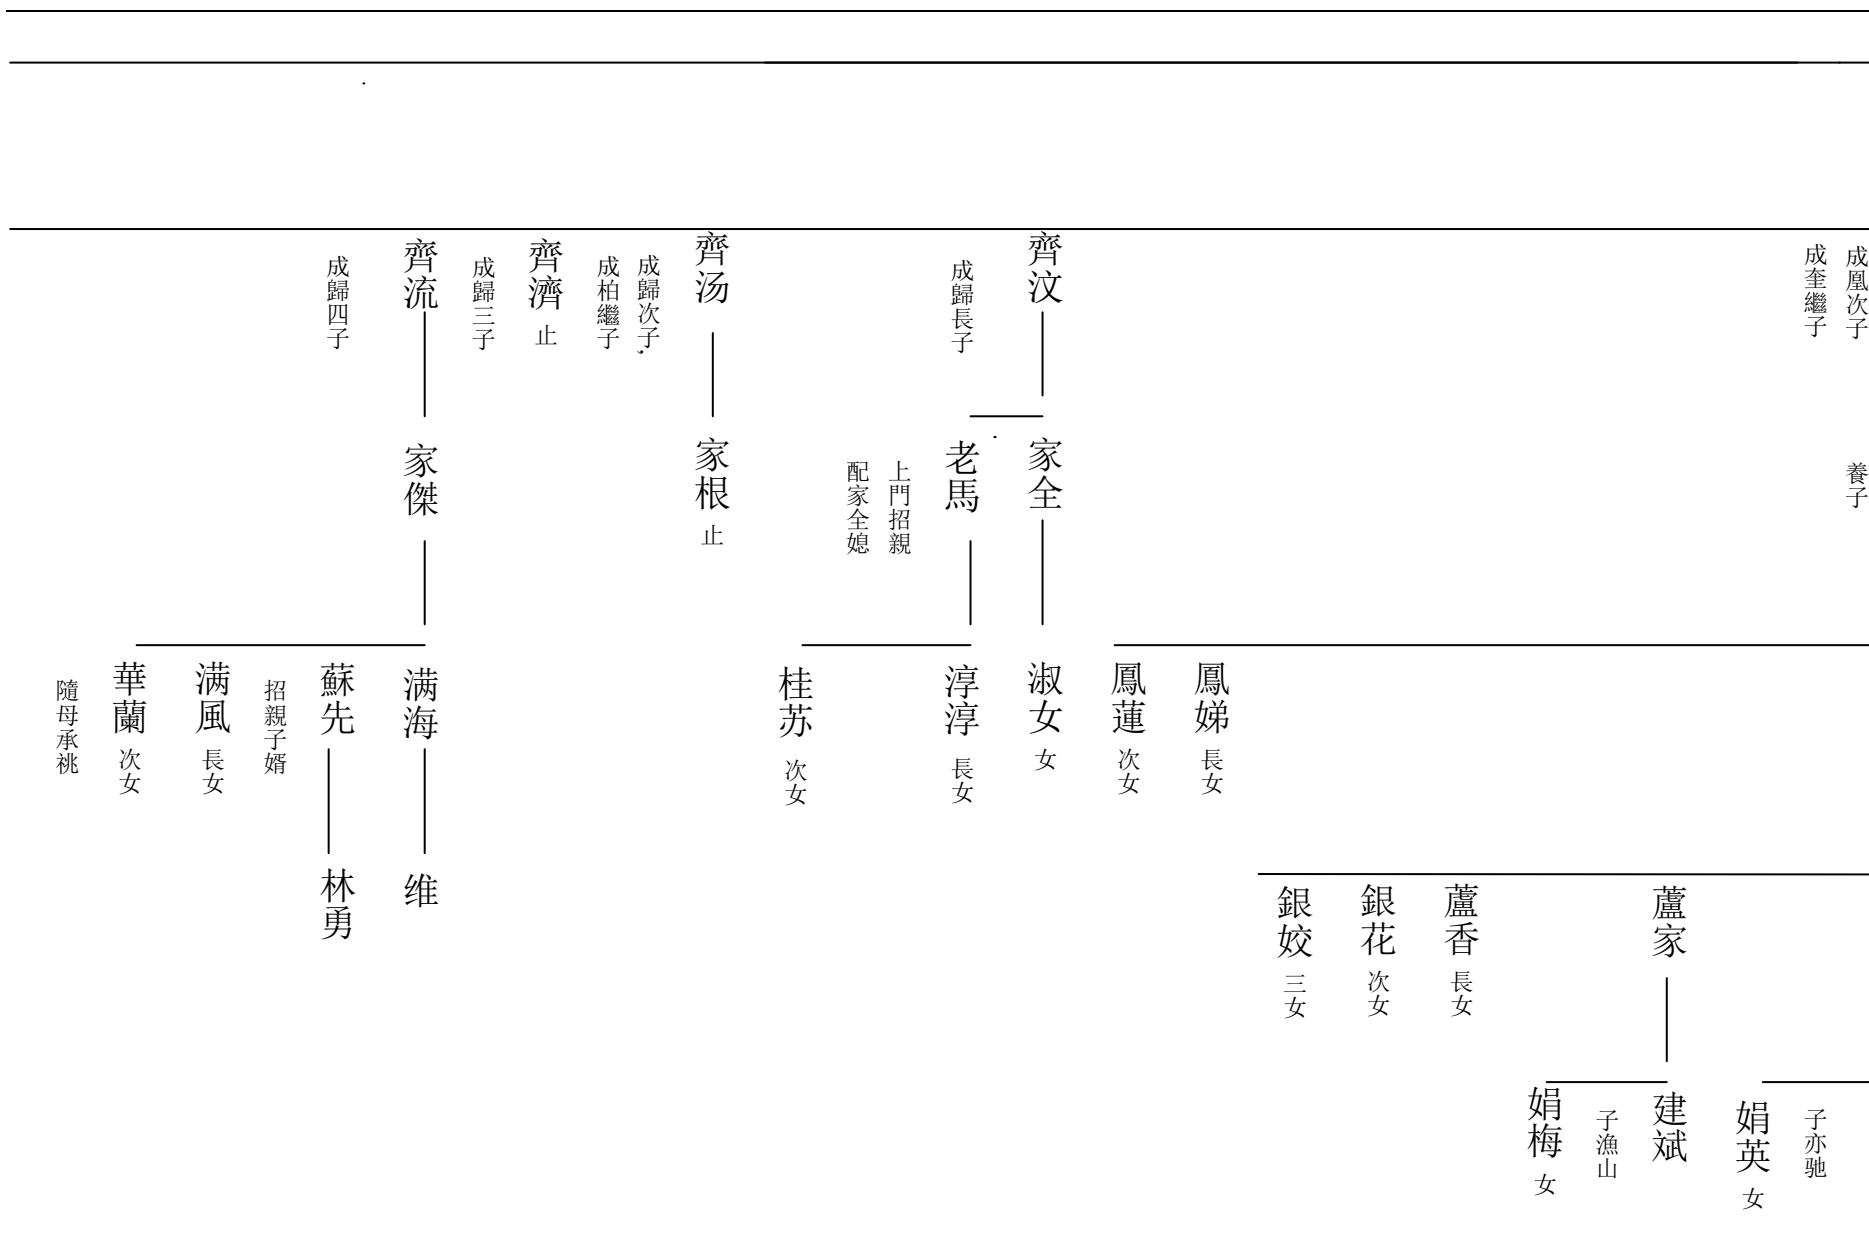 成凰次子
成奎繼子
齊汶
成歸長子
齊汤
成歸次子,
成柏繼子
齊濟 止
成歸三子
齊流
成歸四子
養子
家全
老馬
上門招親
配家全媳
家根 止
家傑
鳳娣 長女
鳳蓮 次女
淑女 女
淳淳 長女
桂苏 次女
满海
蘇先
招親子婿
满風 長女
華蘭 次女
隨母承祧
蘆家
蘆香 長女
銀花 次女
銀姣 三女
维
林勇
子亦驰
娟英 女
建斌
子漁山
娟梅 女